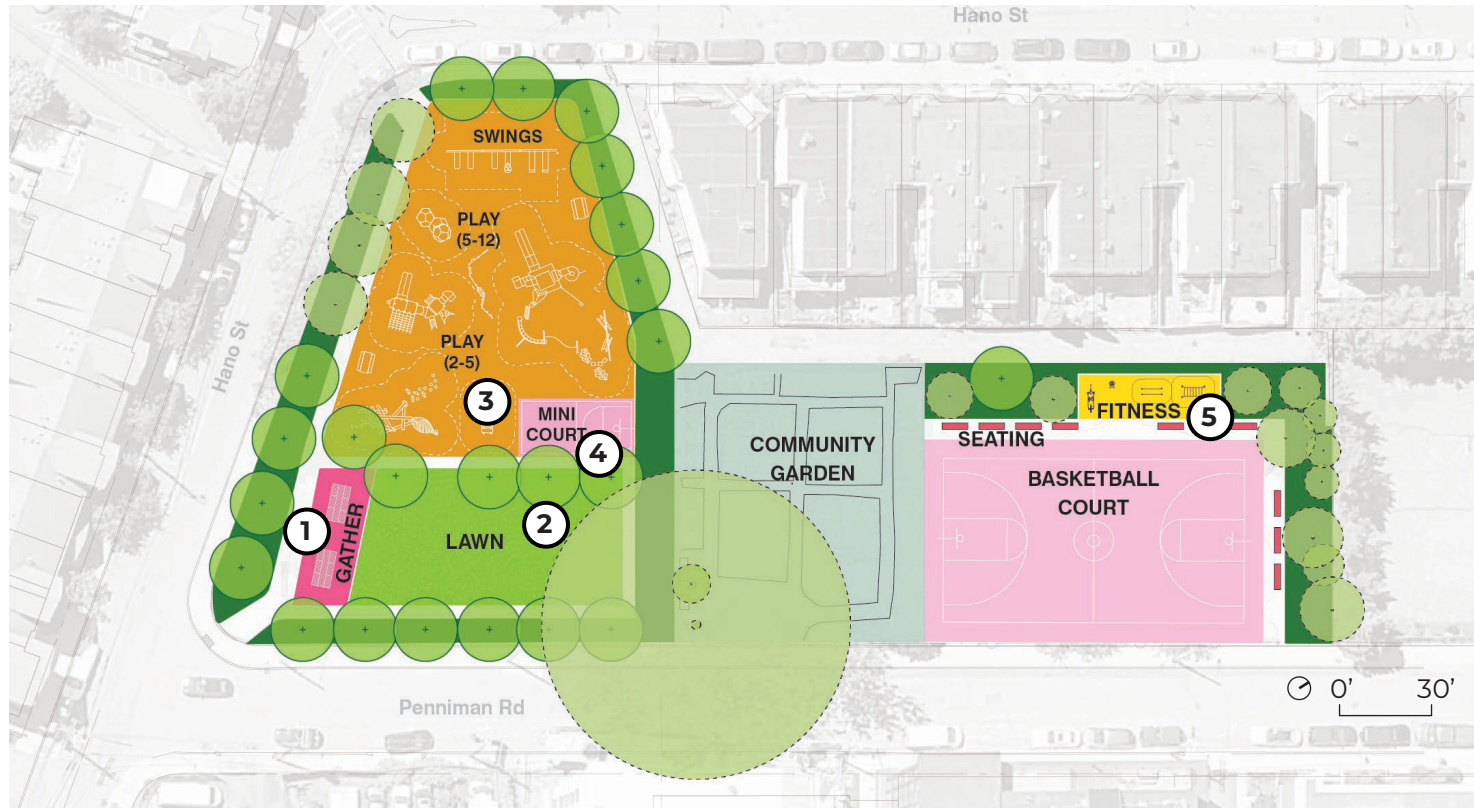 Hano St
SWINGS
PLAY
(5-12)
Hano St
PLAY
(2-5)
3
MINI
COURT
4
FITNESS
5
SEATING
COMMUNITY
GARDEN
BASKETBALL
COURT
1
GATHER
2
LAWN
0' 30'
Penniman Rd